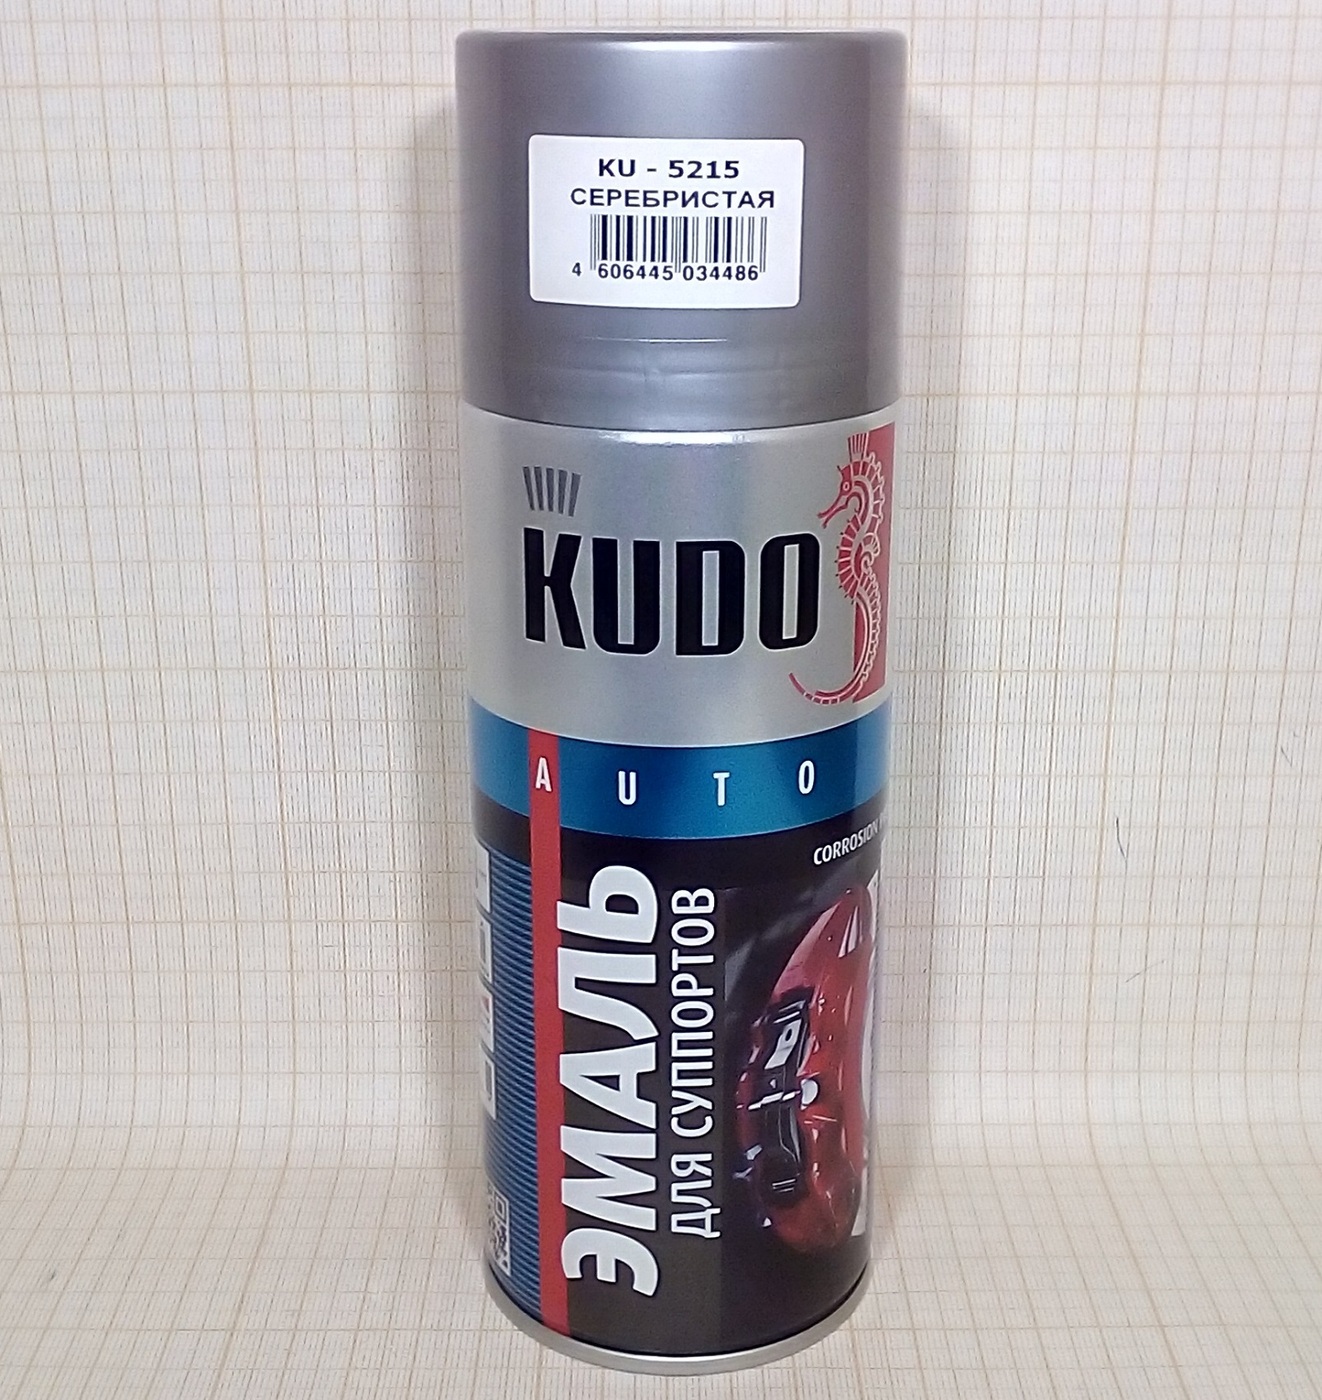 KU - 5215
СЕРЕБРИСТАЯ
4 606445 034486
KUDO
AUTO
CORROSION
ЭМАЛЬ
ДЛЯ СУППОРТОВ